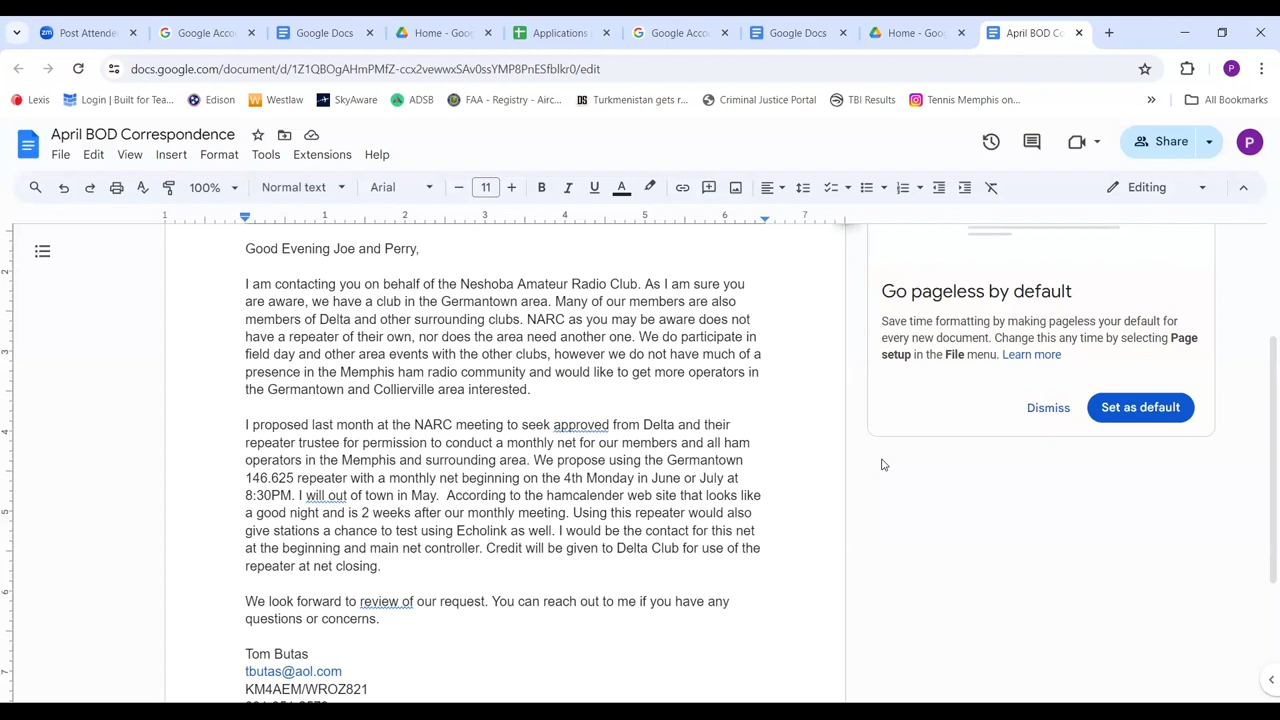 Post Attende
Google Acco
Google Docs
Home - Goog
Applications
Google Acco
Google Docs
Home - Goog
April BOD Co
docs.google.com/document/d/1Z1QBOgAHmPMfZ-ccx2vewwxSAv0ssYMP8PnESfblkr0/edit
P
Lexis
Login | Built for Tea...
Edison
Westlaw
SkyAware
ADSB
FAA - Registry - Airc...
Turkmenistan gets r...
Criminal Justice Portal
TBI Results
Tennis Memphis on...
All Bookmarks
April BOD Correspondence
File Edit View Insert Format Tools Extensions Help
Share
P
100% Normal text Arial 11
Editing
1 1 2 3 4 5 6 7
Good Evening Joe and Perry,
I am contacting you on behalf of the Neshoba Amateur Radio Club. As I am sure you
are aware, we have a club in the Germantown area. Many of our members are also
members of Delta and other surrounding clubs. NARC as you may be aware does not
have a repeater of their own, nor does the area need another one. We do participate in
field day and other area events with the other clubs, however we do not have much of a
presence in the Memphis ham radio community and would like to get more operators in
the Germantown and Collierville area interested.
I proposed last month at the NARC meeting to seek approved from Delta and their
repeater trustee for permission to conduct a monthly net for our members and all ham
operators in the Memphis and surrounding area. We propose using the Germantown
146.625 repeater with a monthly net beginning on the 4th Monday in June or July at
8:30PM. I will out of town in May.  According to the hamcalender web site that looks like
a good night and is 2 weeks after our monthly meeting. Using this repeater would also
give stations a chance to test using Echolink as well. I would be the contact for this net
at the beginning and main net controller. Credit will be given to Delta Club for use of the
repeater at net closing.
We look forward to review of our request. You can reach out to me if you have any
questions or concerns.
Tom Butas
tbutas@aol.com
KM4AEM/WROZ821
Go pageless by default
Save time formatting by making pageless your default for
every new document. Change this any time by selecting Page
setup in the File menu. Learn more
Dismiss
Set as default
2
3
4
5
6
7